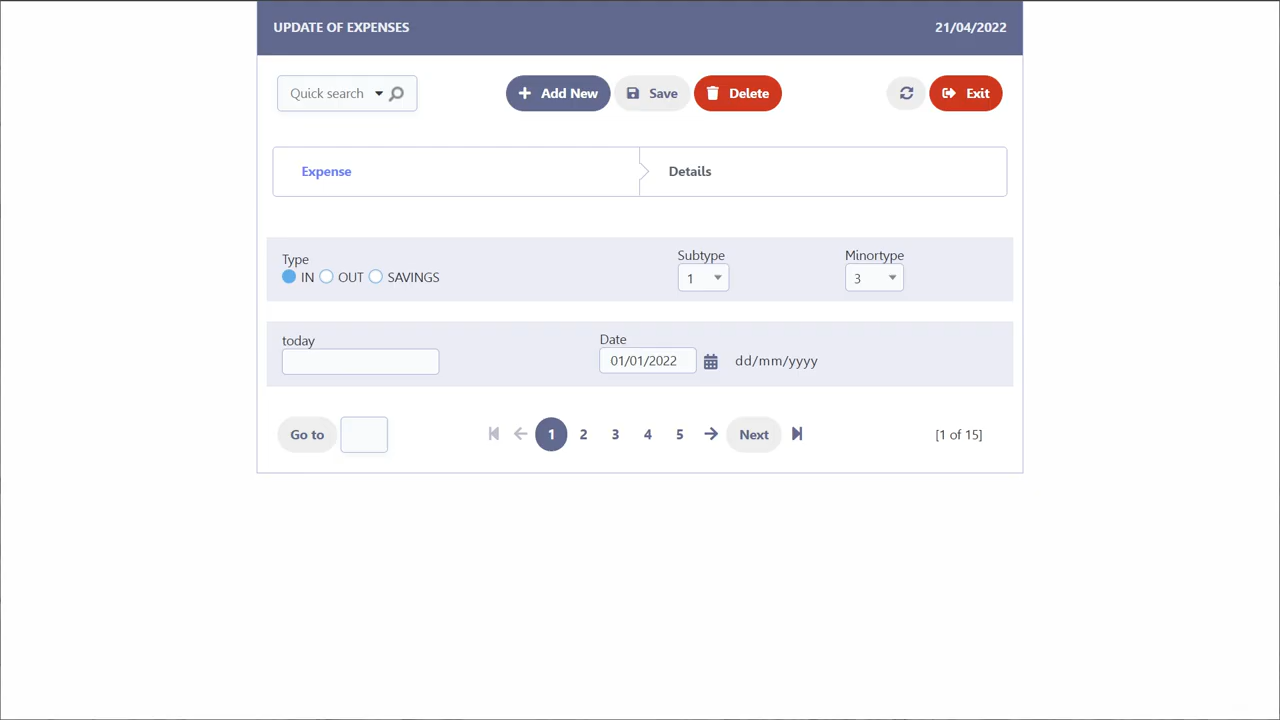 UPDATE OF EXPENSES 21/04/2022
Quick search Add New Save Delete Exit
Expense Details
Type Subtype Minortype
IN OUT SAVINGS 1 3
today Date
01/01/2022 dd/mm/yyyy
Go to 1 2 3 4 5 Next [1 of 15]